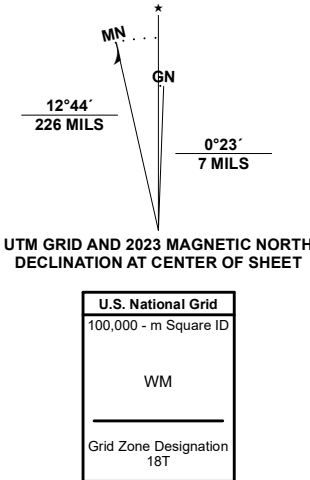 ★
MN
GN
12°44´
226 MILS
0°23´
7 MILS
UTM GRID AND 2023 MAGNETIC NORTH
DECLINATION AT CENTER OF SHEET
U.S. National Grid
100,000 - m Square ID
WM
Grid Zone Designation
18T